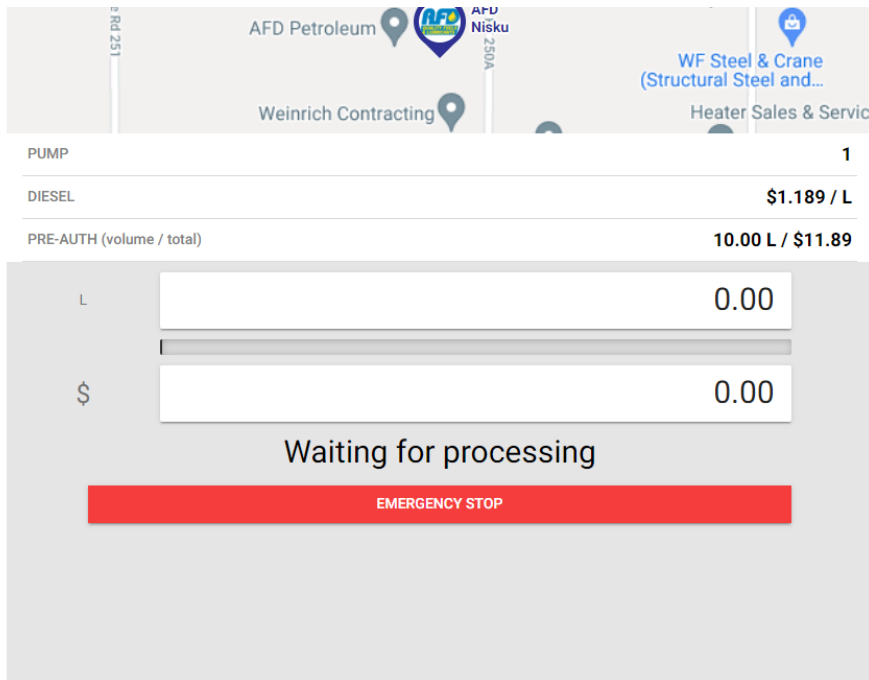 e Rd 251
AFD Petroleum
AFD
AFD
Nisku
250A
WF Steel & Crane
(Structural Steel and...
Weinrich Contracting
Heater Sales & Servic
PUMP 1
DIESEL $1.189 / L
PRE-AUTH (volume / total) 10.00 L / $11.89
L 0.00
$ 0.00
Waiting for processing
EMERGENCY STOP